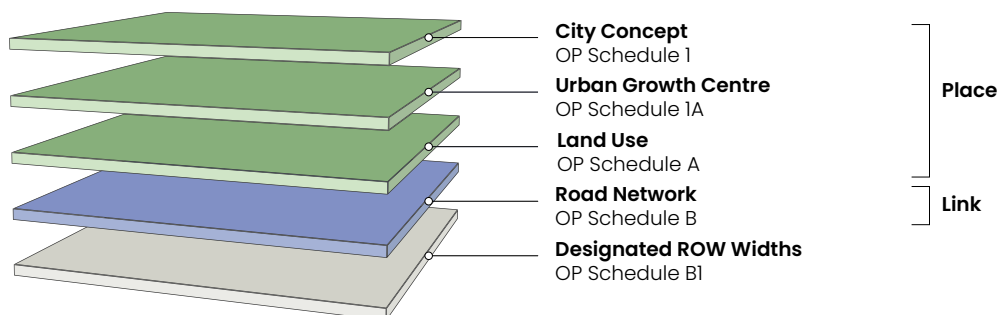 City Concept
OP Schedule 1
Urban Growth Centre
OP Schedule 1A
Land Use
OP Schedule A
Road Network
OP Schedule B
Designated ROW Widths
OP Schedule B1
Place
Link